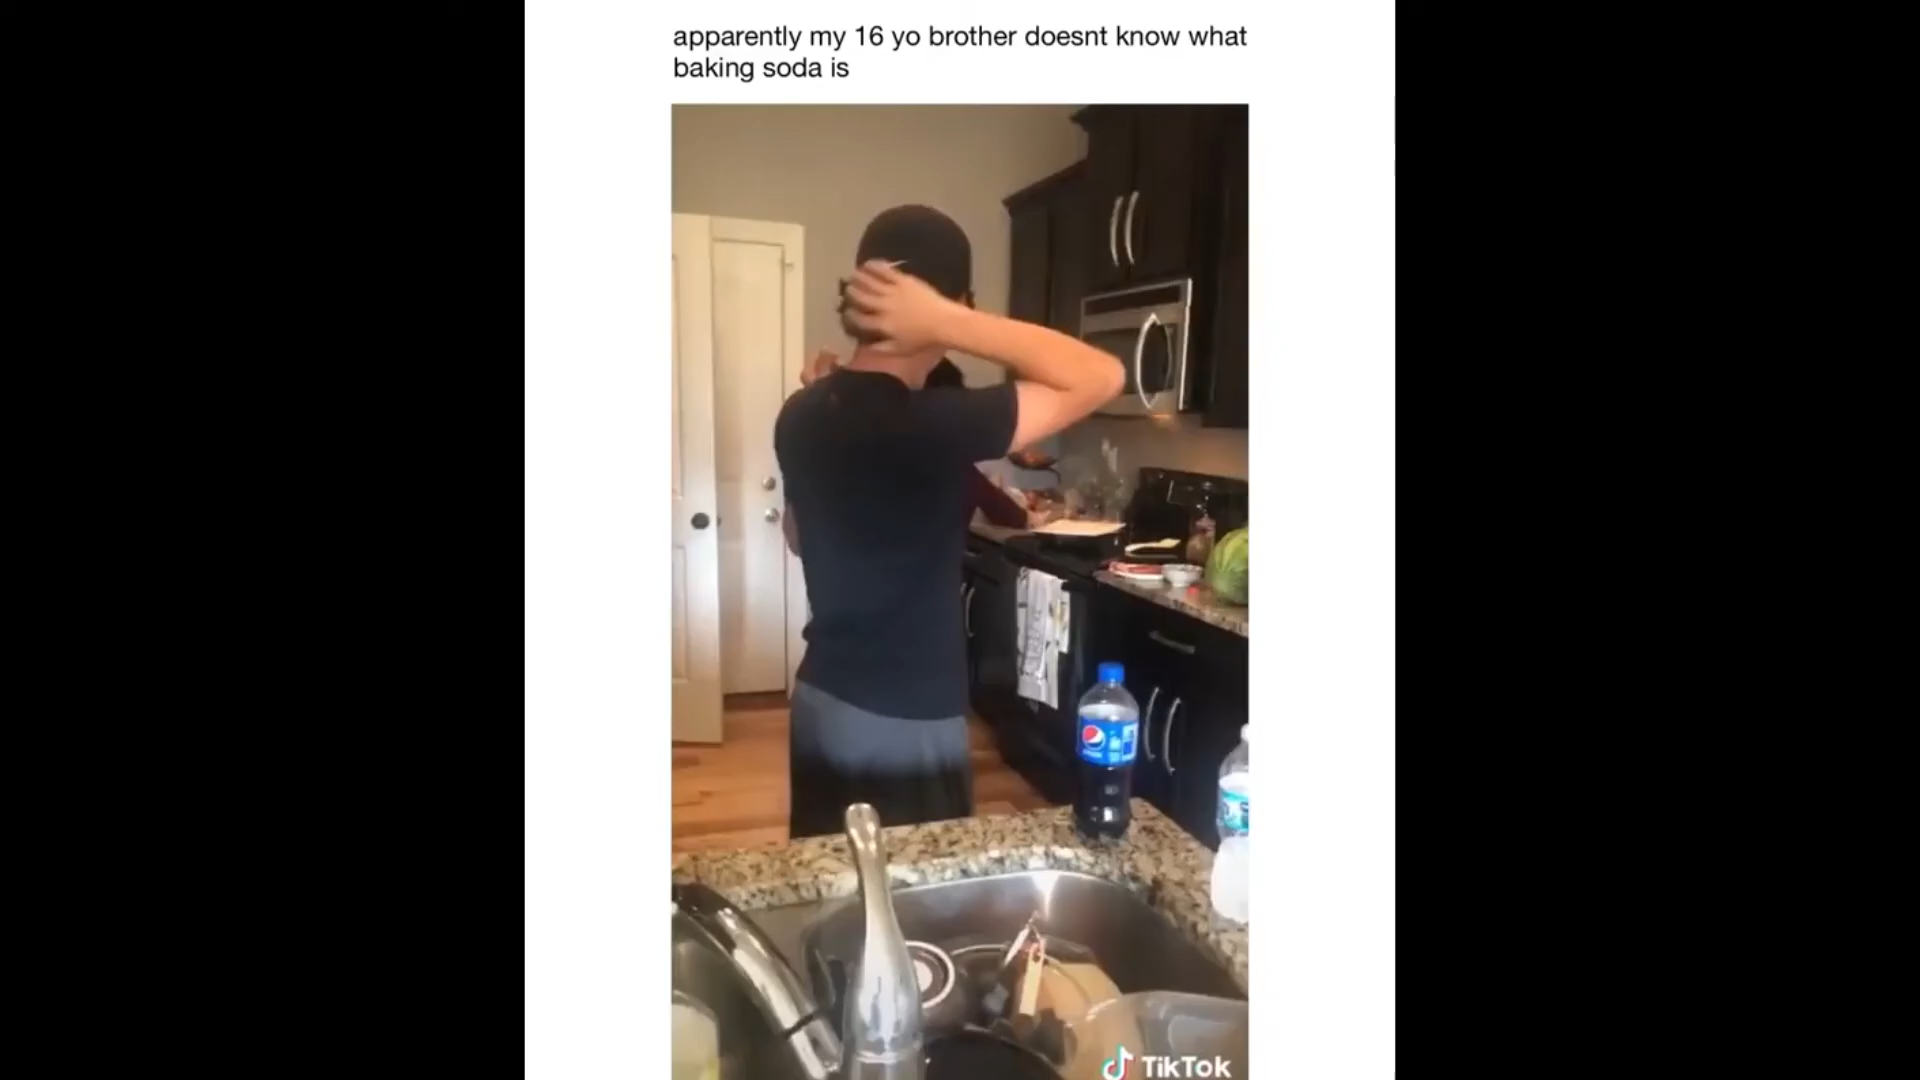 apparently my 16 yo brother doesnt know what
baking soda is
TikTok